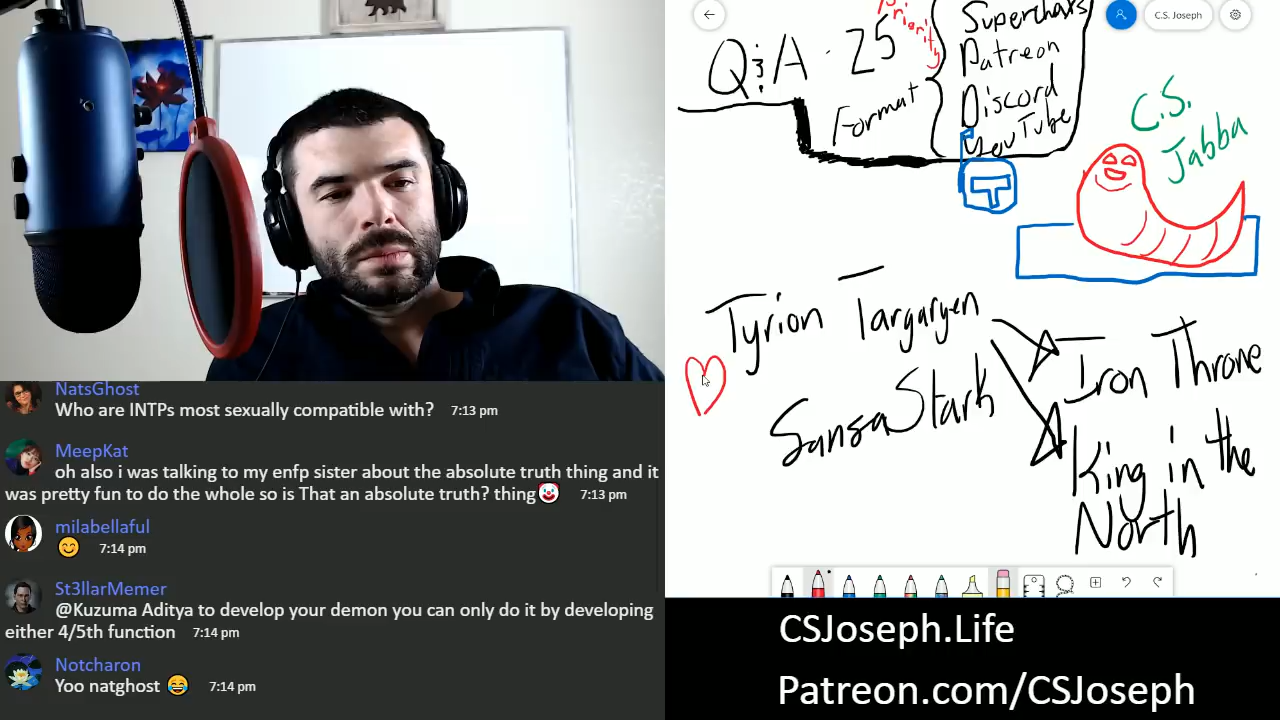 NatsGhost
Who are INTPs most sexually compatible with? 7:13 pm
MeepKat
oh also i was talking to my enfp sister about the absolute truth thing and it
was pretty fun to do the whole so is That an absolute truth? thing🤡 7:13 pm
milabellaful
😊 7:14 pm
St3llarMemer
@Kuzuma Aditya to develop your demon you can only do it by developing
either 4/5th function 7:14 pm
Notcharon
Yoo natghost 😂 7:14 pm
C.S. Joseph
Q&A · 25
Format
Priority
Superchats
Patreon
Discord
YouTube
T
C.S.
Jabba
Tyrion Targaryen
Sansa Stark
Iron Throne
King in the
North
CSJoseph.Life
Patreon.com/CSJoseph